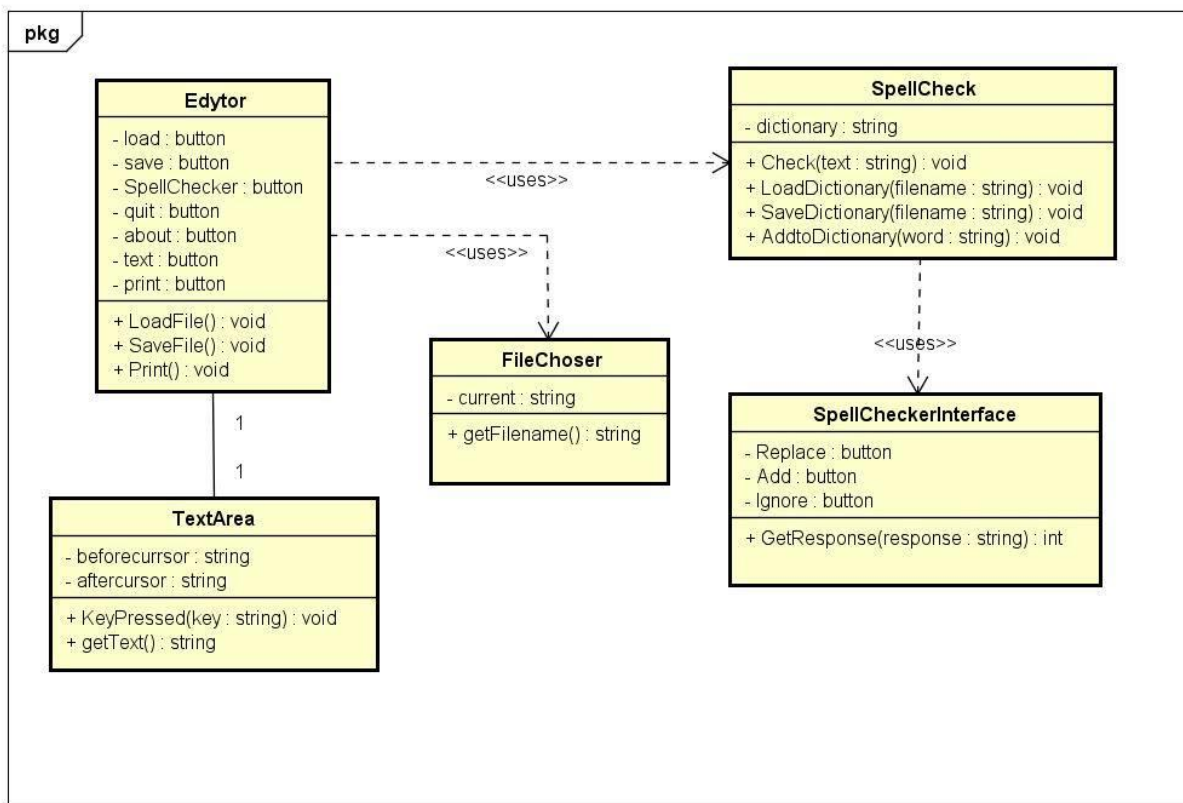 pkg
Edytor
- load : button
- save : button
- SpellChecker : button
- quit : button
- about : button
- text : button
- print : button
+ LoadFile() : void
+ SaveFile() : void
+ Print() : void
<<uses>>
<<uses>>
SpellCheck
- dictionary : string
+ Check(text : string) : void
+ LoadDictionary(filename : string) : void
+ SaveDictionary(filename : string) : void
+ AddtoDictionary(word : string) : void
<<uses>>
FileChoser
- current : string
+ getFilename() : string
SpellCheckerInterface
- Replace : button
- Add : button
- Ignore : button
+ GetResponse(response : string) : int
1
1
TextArea
- beforecurrsor : string
- aftercursor : string
+ KeyPressed(key : string) : void
+ getText() : string